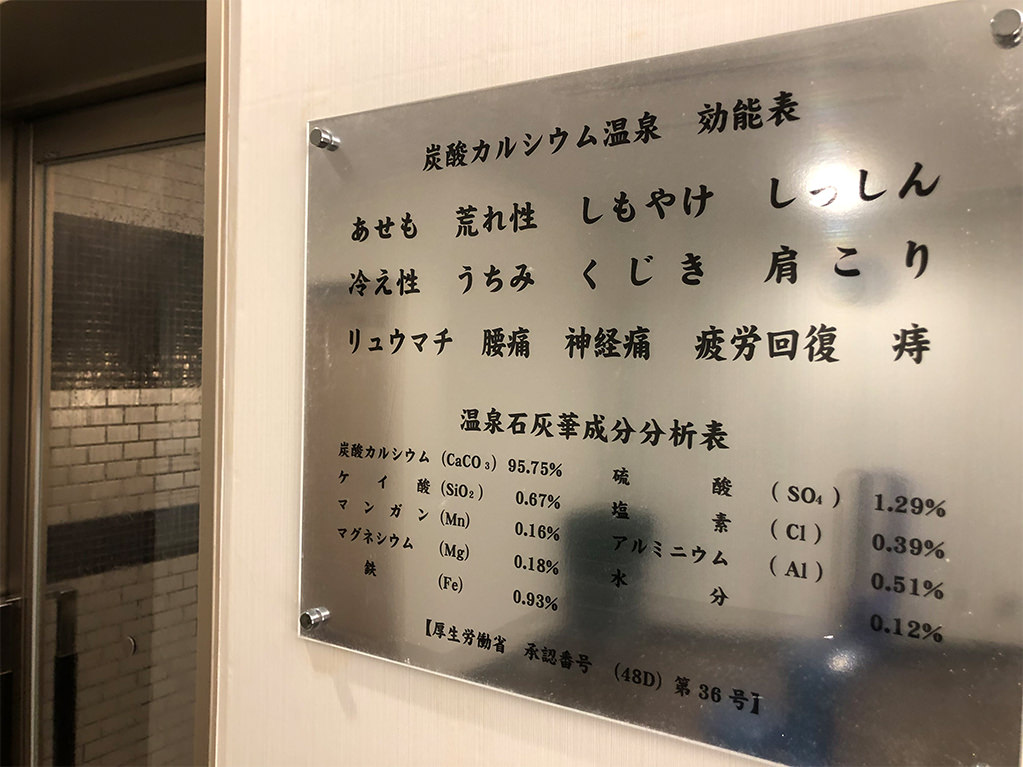 炭酸カルシウム温泉 効能表
あせも 荒れ性 しもやけ しっしん
冷え性 うちみ くじき 肩こり
リュウマチ 腰痛 神経痛 疲労回復 痔
温泉石灰華成分分析表
炭酸カルシウム (CaCO₃) 95.75% 硫酸 (SO₄) 1.29%
ケイ酸 (SiO₂) 0.67% 塩素 (Cl) 0.39%
マンガン (Mn) 0.16% アルミニウム (Al) 0.51%
マグネシウム (Mg) 0.18% 水分 0.12%
鉄 (Fe) 0.93%
【厚生労働省 承認番号 (48D) 第36号】